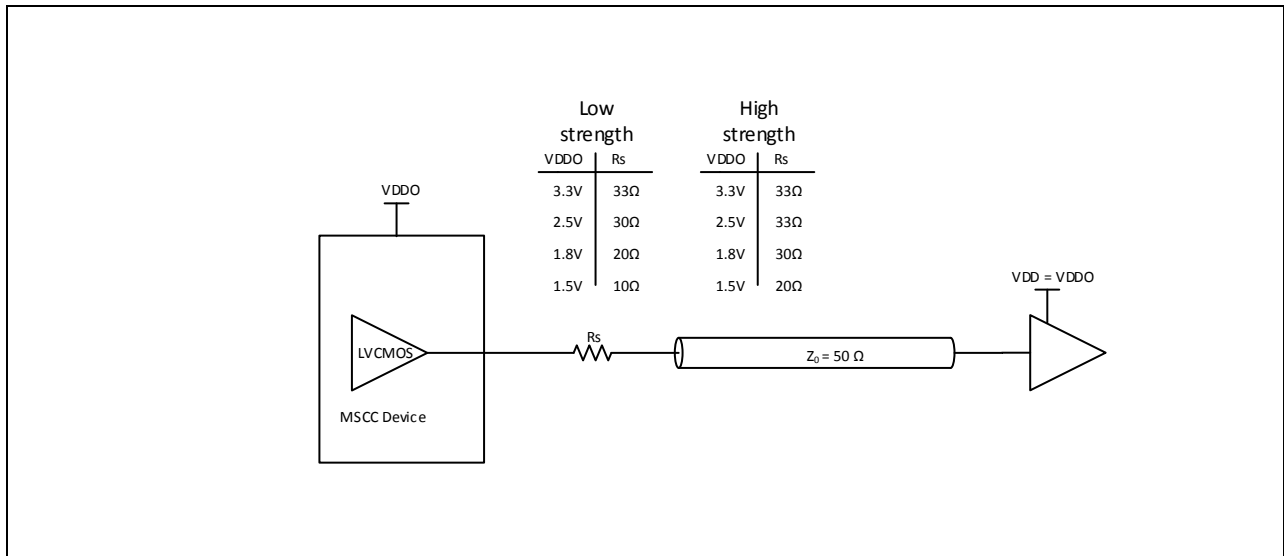 Low
strength
VDDO Rs
3.3V 33Ω
2.5V 30Ω
1.8V 20Ω
1.5V 10Ω
High
strength
VDDO Rs
3.3V 33Ω
2.5V 33Ω
1.8V 30Ω
1.5V 20Ω
VDDO
LVCMOS
MSCC Device
Rs
Z₀ = 50 Ω
VDD = VDDO